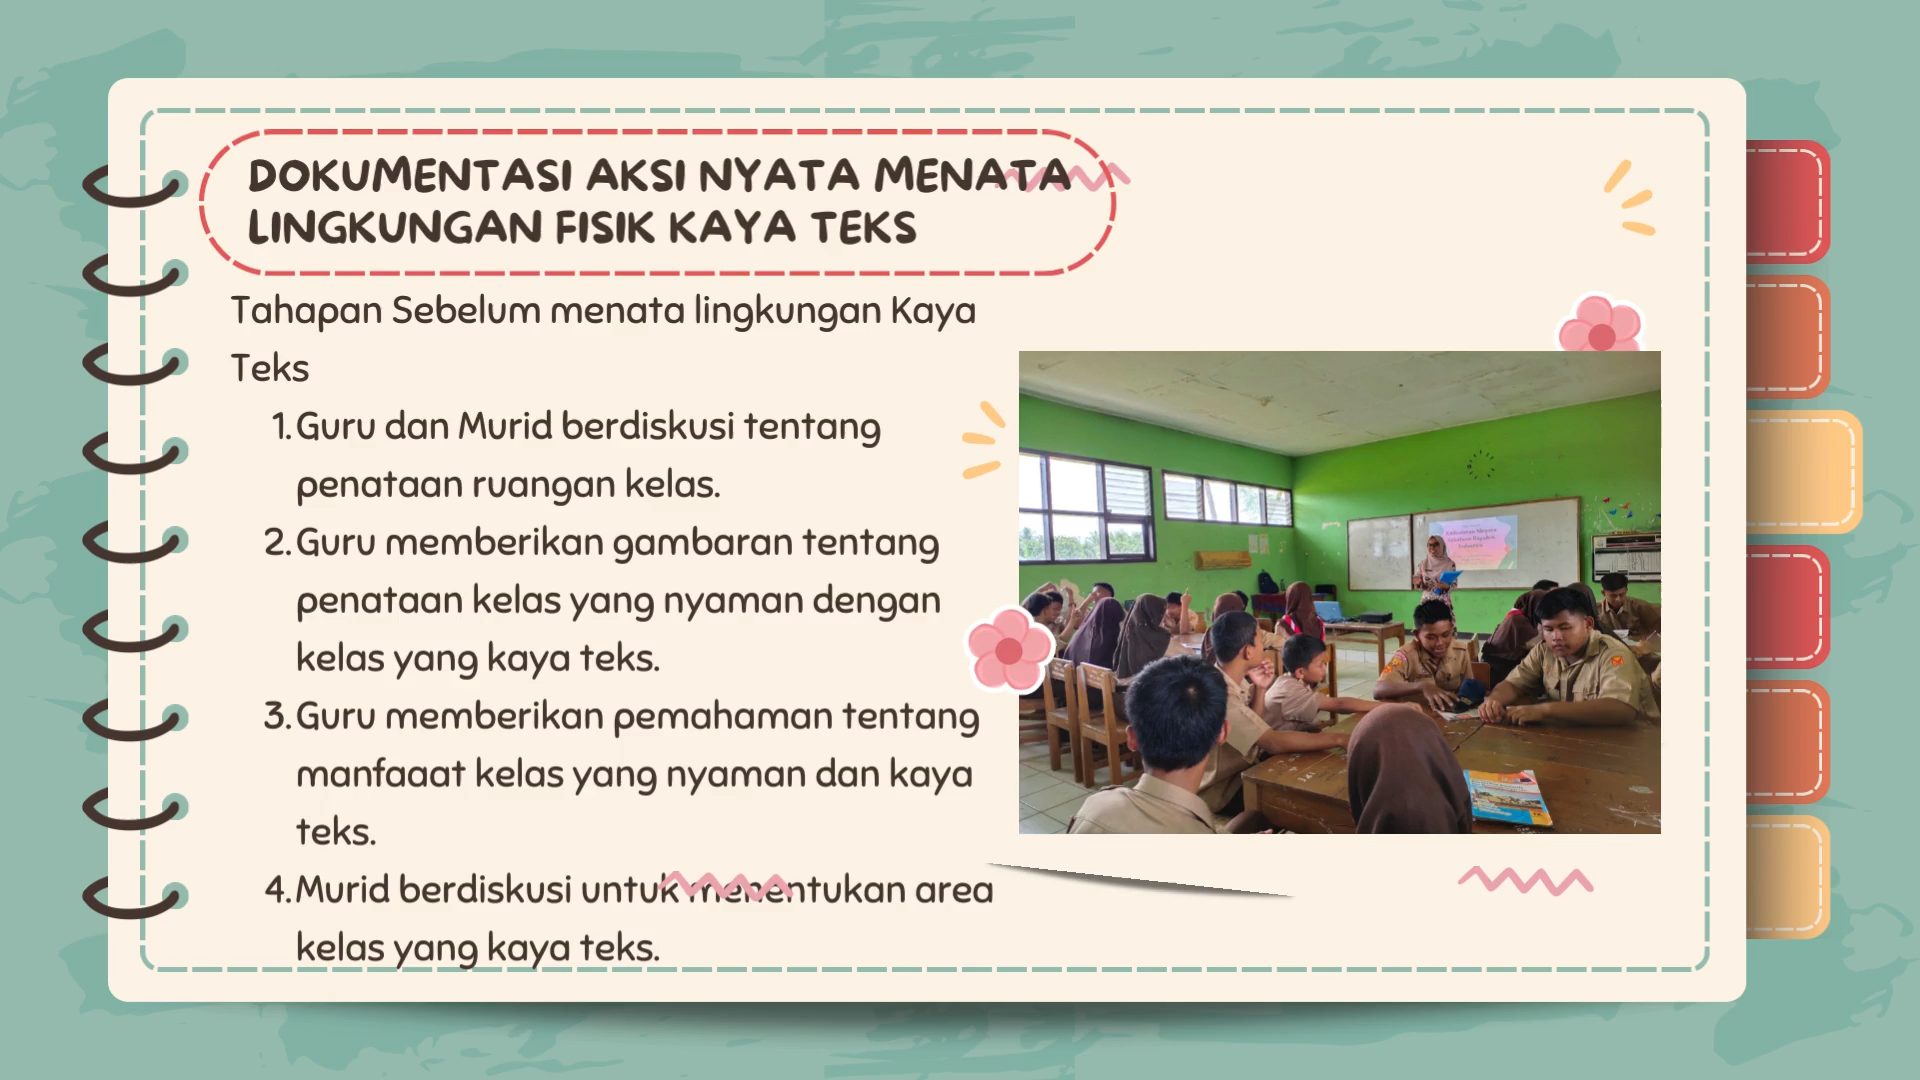 DOKUMENTASI AKSI NYATA MENATA
LINGKUNGAN FISIK KAYA TEKS
Tahapan Sebelum menata lingkungan Kaya
Teks
1. Guru dan Murid berdiskusi tentang
penataan ruangan kelas.
2. Guru memberikan gambaran tentang
penataan kelas yang nyaman dengan
kelas yang kaya teks.
3. Guru memberikan pemahaman tentang
manfaaat kelas yang nyaman dan kaya
teks.
4. Murid berdiskusi untuk menentukan area
kelas yang kaya teks.